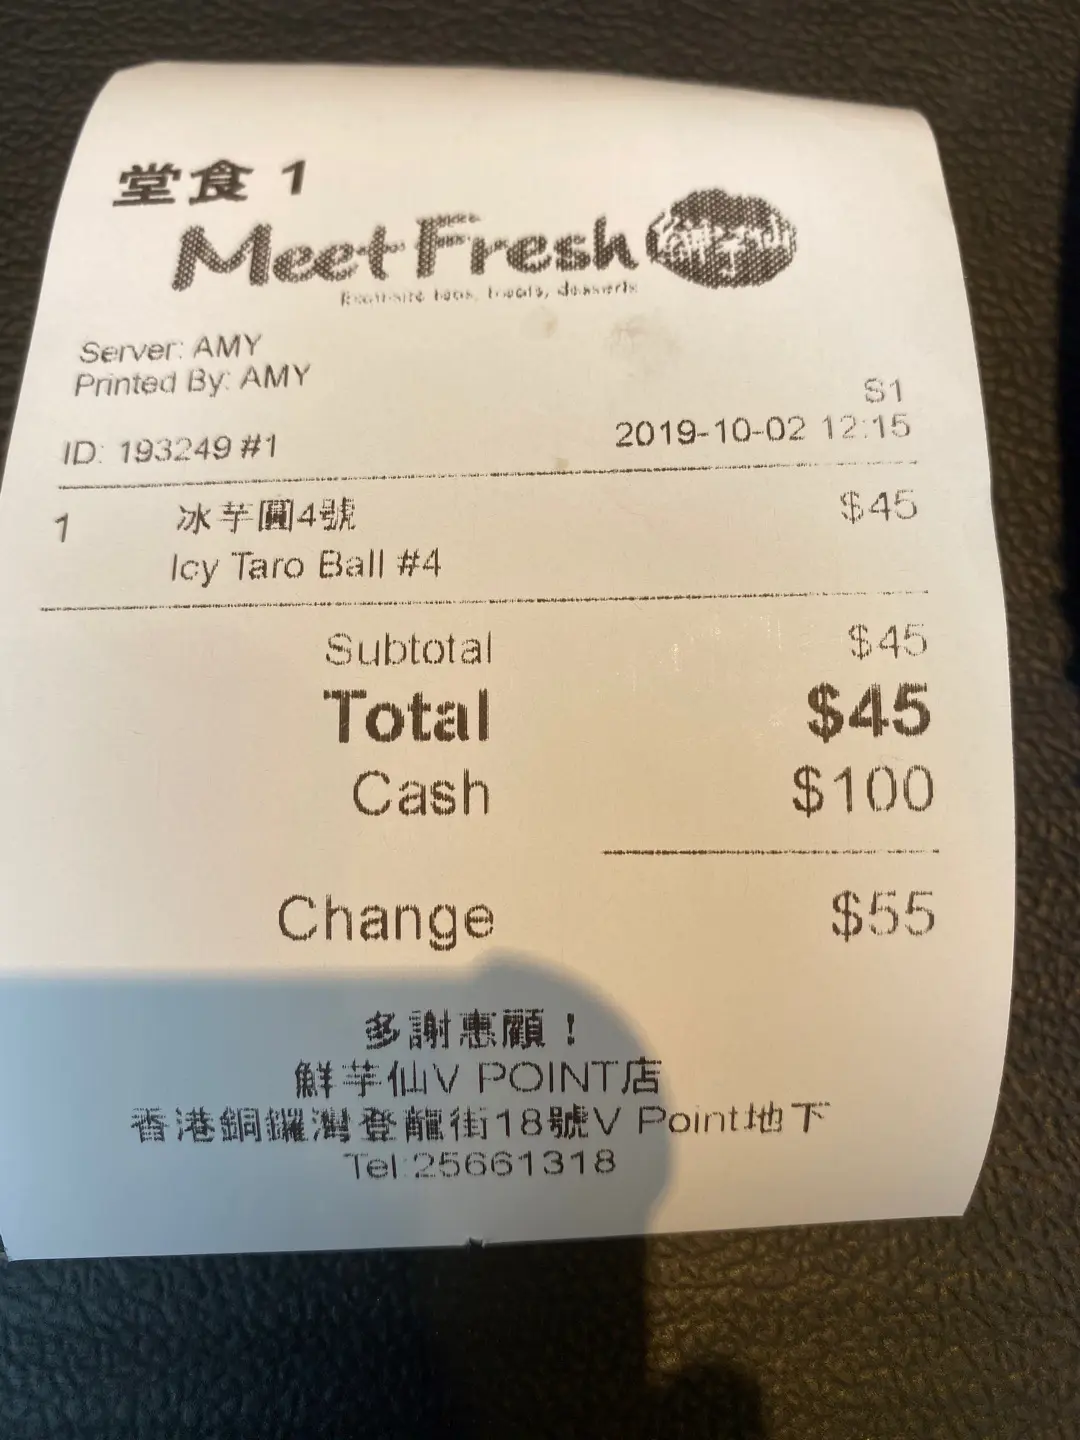 堂食 1
Meet Fresh 鮮芋仙
Server: AMY
Printed By: AMY
S1
ID: 193249 #1 2019-10-02 12:15
1 冰芋圓4號 $45
Icy Taro Ball #4
Subtotal $45
Total $45
Cash $100
Change $55
多謝惠顧！
鮮芋仙V POINT店
香港銅鑼灣登龍街18號V Point地下
Tel:25661318